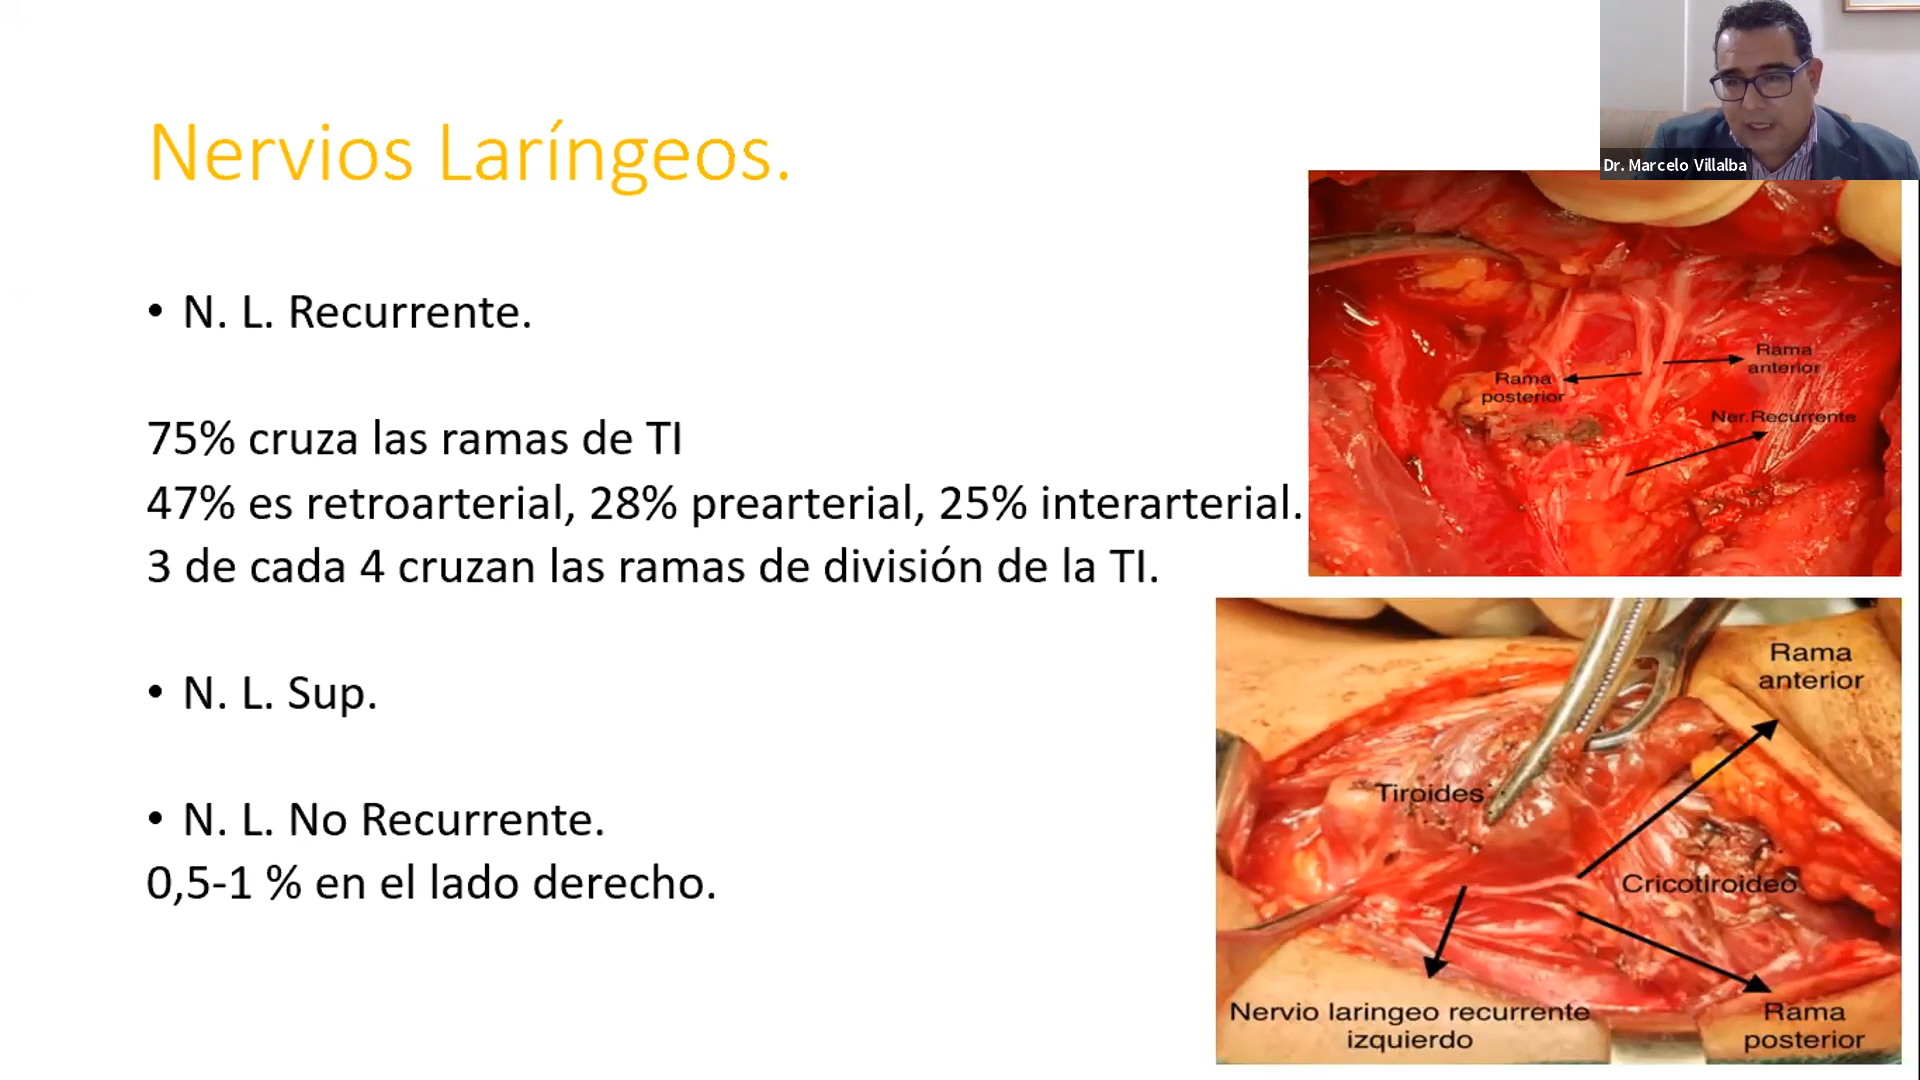 Nervios Laríngeos.
• N. L. Recurrente.
75% cruza las ramas de TI
47% es retroarterial, 28% prearterial, 25% interarterial.
3 de cada 4 cruzan las ramas de división de la TI.
• N. L. Sup.
• N. L. No Recurrente.
0,5-1 % en el lado derecho.
Dr. Marcelo Villalba
Rama
anterior
Rama
posterior
Ner.Recurrente
Rama
anterior
Tiroides
Cricotiroideo
Nervio laringeo recurrente
izquierdo
Rama
posterior